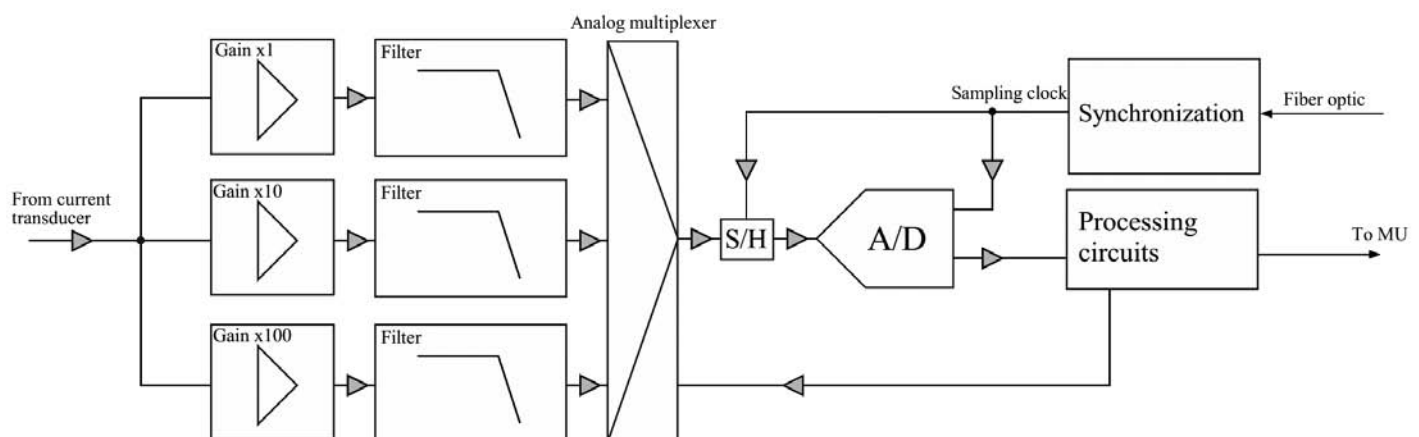 Analog multiplexer
Gain x1
Filter
Sampling clock
Synchronization
Fiber optic
From current
transducer
Gain x10
Filter
S/H
A/D
Processing
circuits
To MU
Gain x100
Filter